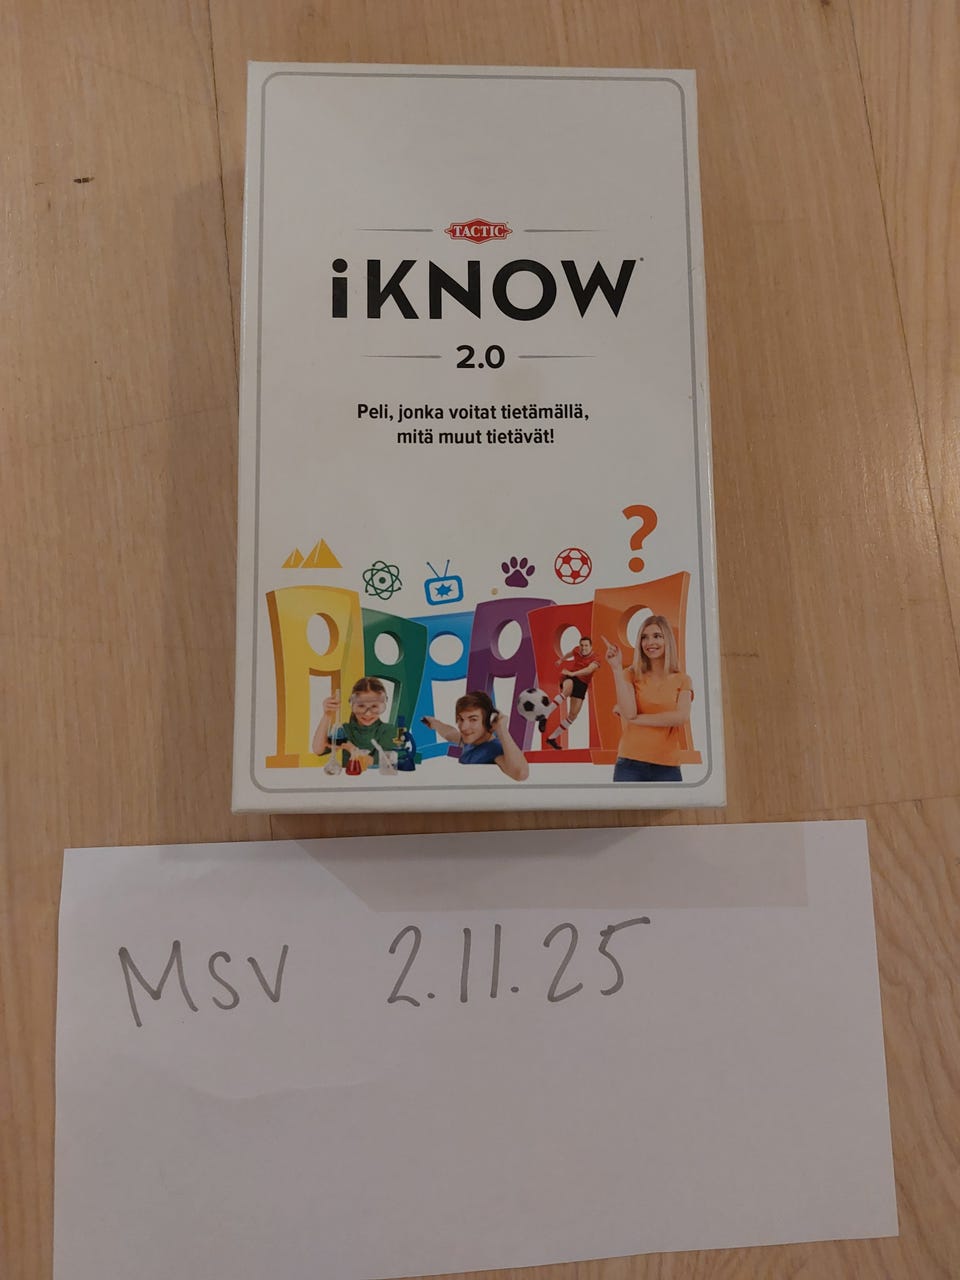 TACTIC
iKNOW
2.0
Peli, jonka voitat tietämällä,
mitä muut tietävät!
?
Msv 2.11.25